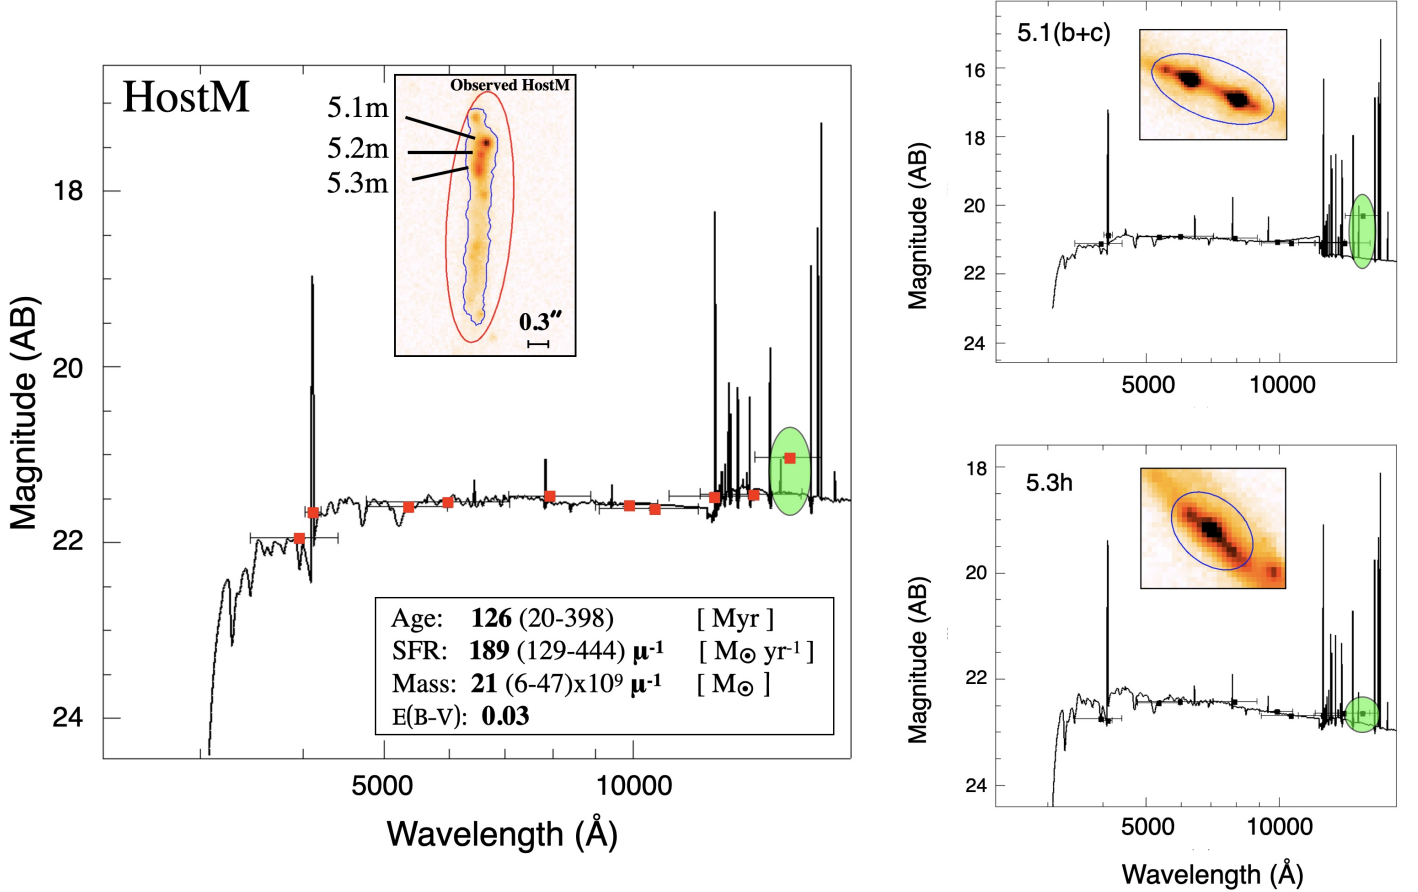 HostM
Observed HostM
5.1m
5.2m
5.3m
0.3″
18
20
22
24
Magnitude (AB)
Age: 126 (20-398) [ Myr ]
SFR: 189 (129-444) μ-1 [ M⊙ yr-1 ]
Mass: 21 (6-47)x10⁹ μ-1 [ M⊙ ]
E(B-V): 0.03
5000 10000
Wavelength (Å)
5.1(b+c)
16
18
20
22
24
Magnitude (AB)
5000 10000
5.3h
18
20
22
24
Magnitude (AB)
5000 10000
Wavelength (Å)